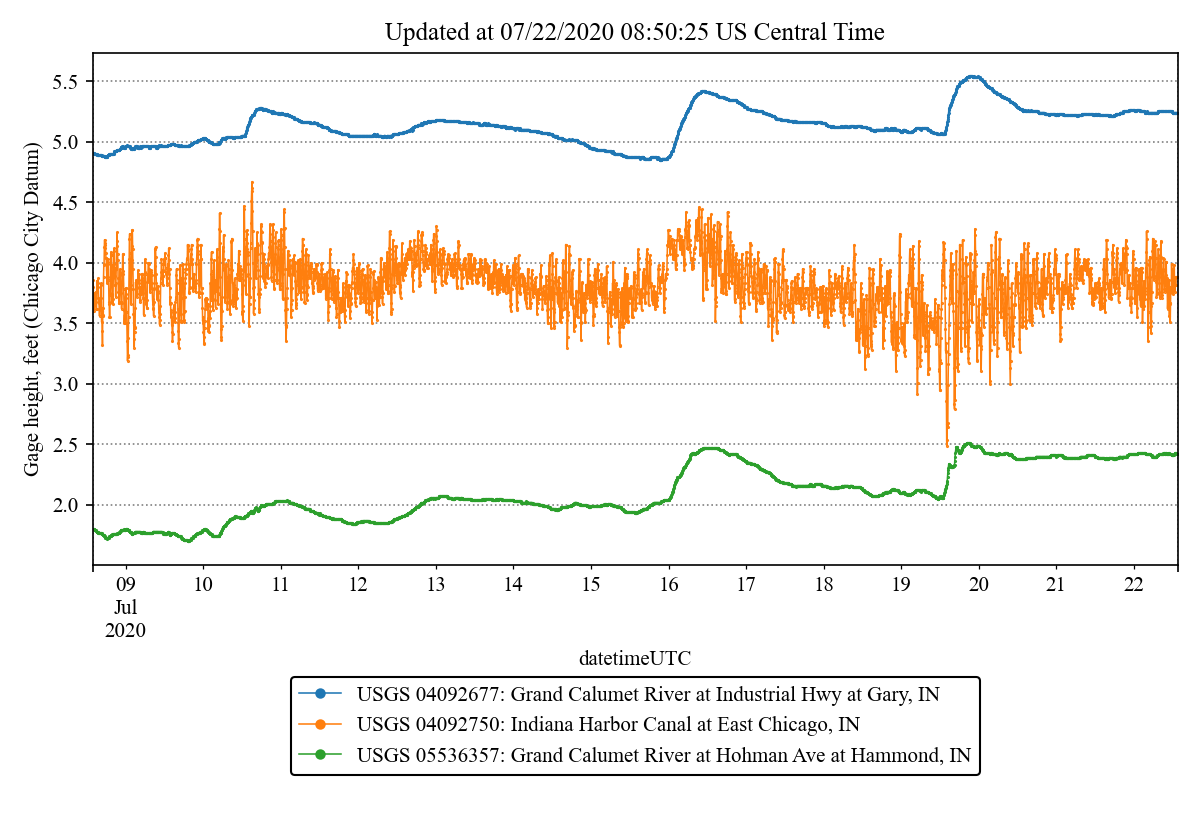 Updated at 07/22/2020 08:50:25 US Central Time
Gage height, feet (Chicago City Datum)
5.5
5.0
4.5
4.0
3.5
3.0
2.5
2.0
09 10 11 12 13 14 15 16 17 18 19 20 21 22
Jul
2020
datetimeUTC
USGS 04092677: Grand Calumet River at Industrial Hwy at Gary, IN
USGS 04092750: Indiana Harbor Canal at East Chicago, IN
USGS 05536357: Grand Calumet River at Hohman Ave at Hammond, IN